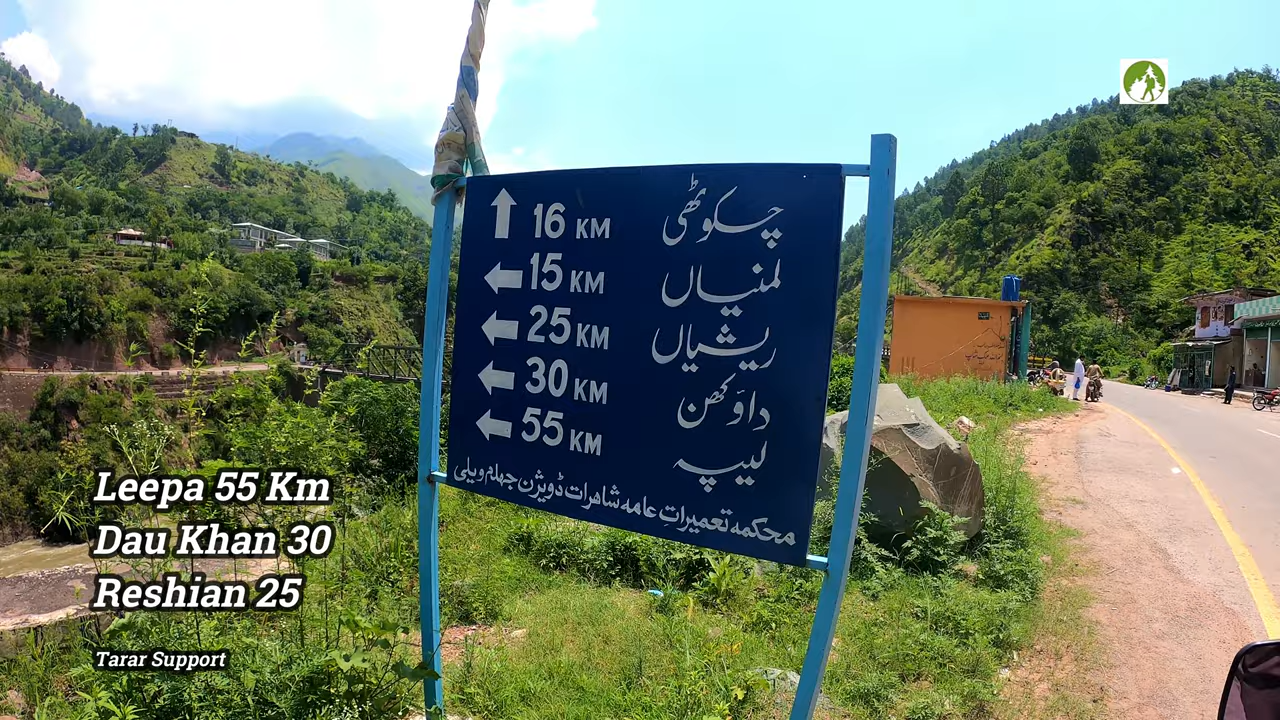 16 KM چکوٹھی
15 KM لمنیاں
25 KM ریشیاں
30 KM داؤکھن
55 KM لیپہ
محکمہ تعمیرات عامہ شاھرات ڈویژن جہلم ویلی
Leepa 55 Km
Dau Khan 30
Reshian 25
Tarar Support